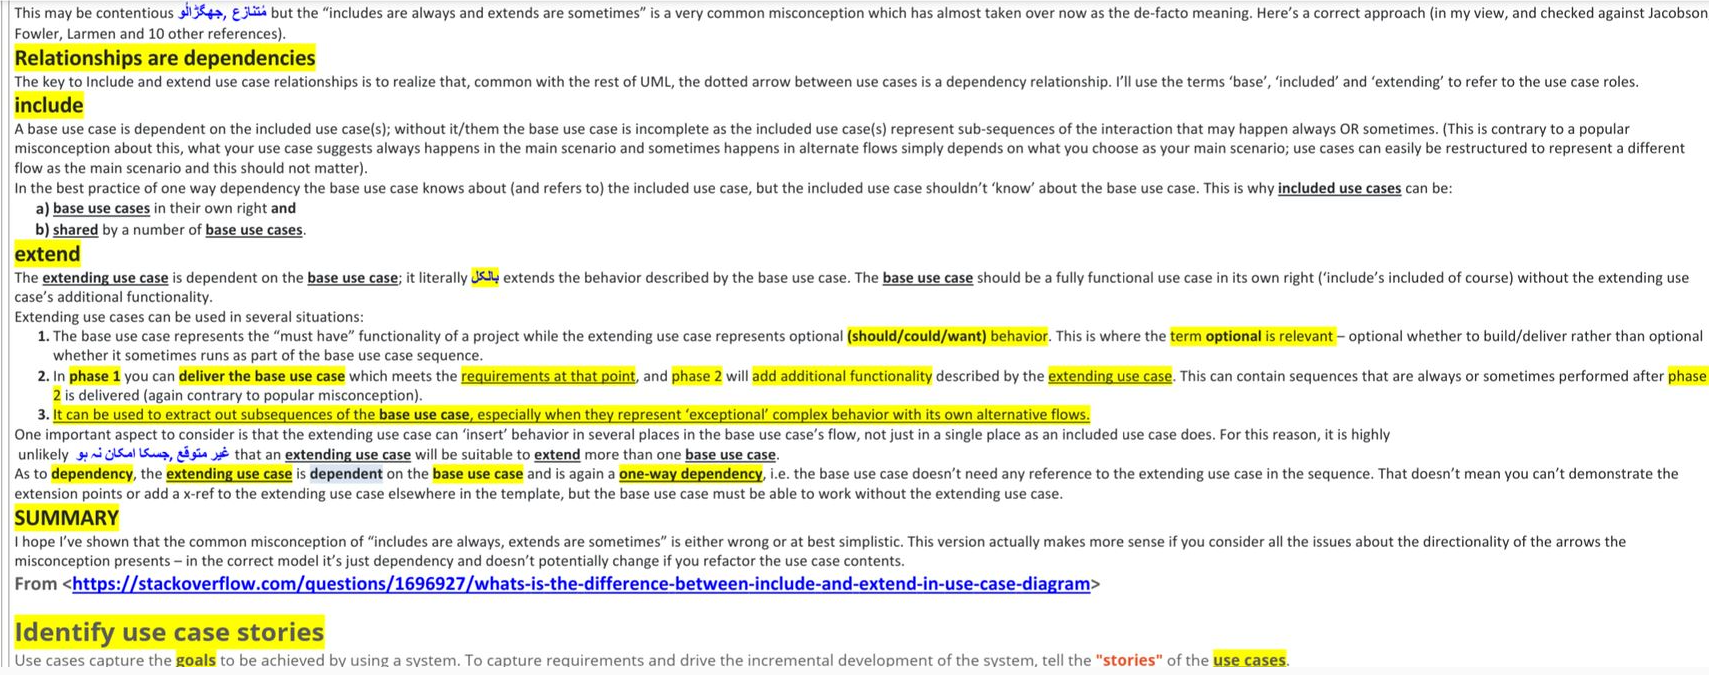 This may be contentious مُتنازع, جھگڑالُو but the “includes are always and extends are sometimes” is a very common misconception which has almost taken over now as the de-facto meaning. Here’s a correct approach (in my view, and checked against Jacobson
Fowler, Larmen and 10 other references).
Relationships are dependencies
The key to Include and extend use case relationships is to realize that, common with the rest of UML, the dotted arrow between use cases is a dependency relationship. I’ll use the terms ‘base’, ‘included’ and ‘extending’ to refer to the use case roles.
include
A base use case is dependent on the included use case(s); without it/them the base use case is incomplete as the included use case(s) represent sub-sequences of the interaction that may happen always OR sometimes. (This is contrary to a popular
misconception about this, what your use case suggests always happens in the main scenario and sometimes happens in alternate flows simply depends on what you choose as your main scenario; use cases can easily be restructured to represent a different
flow as the main scenario and this should not matter).
In the best practice of one way dependency the base use case knows about (and refers to) the included use case, but the included use case shouldn’t ‘know’ about the base use case. This is why included use cases can be:
a) base use cases in their own right and
b) shared by a number of base use cases.
extend
The extending use case is dependent on the base use case; it literally بالکل extends the behavior described by the base use case. The base use case should be a fully functional use case in its own right (‘include’s included of course) without the extending use
case’s additional functionality.
Extending use cases can be used in several situations:
1. The base use case represents the “must have” functionality of a project while the extending use case represents optional (should/could/want) behavior. This is where the term optional is relevant – optional whether to build/deliver rather than optional
whether it sometimes runs as part of the base use case sequence.
2. In phase 1 you can deliver the base use case which meets the requirements at that point, and phase 2 will add additional functionality described by the extending use case. This can contain sequences that are always or sometimes performed after phase
2 is delivered (again contrary to popular misconception).
3. It can be used to extract out subsequences of the base use case, especially when they represent ‘exceptional’ complex behavior with its own alternative flows.
One important aspect to consider is that the extending use case can ‘insert’ behavior in several places in the base use case’s flow, not just in a single place as an included use case does. For this reason, it is highly
unlikely غیر متوقع ,جسکا امکان نہ ہو that an extending use case will be suitable to extend more than one base use case.
As to dependency, the extending use case is dependent on the base use case and is again a one-way dependency, i.e. the base use case doesn’t need any reference to the extending use case in the sequence. That doesn’t mean you can’t demonstrate the
extension points or add a x-ref to the extending use case elsewhere in the template, but the base use case must be able to work without the extending use case.
SUMMARY
I hope I’ve shown that the common misconception of “includes are always, extends are sometimes” is either wrong or at best simplistic. This version actually makes more sense if you consider all the issues about the directionality of the arrows the
misconception presents – in the correct model it’s just dependency and doesn’t potentially change if you refactor the use case contents.
From <https://stackoverflow.com/questions/1696927/whats-is-the-difference-between-include-and-extend-in-use-case-diagram>
Identify use case stories
Use cases capture the goals to be achieved by using a system. To capture requirements and drive the incremental development of the system, tell the "stories" of the use cases.